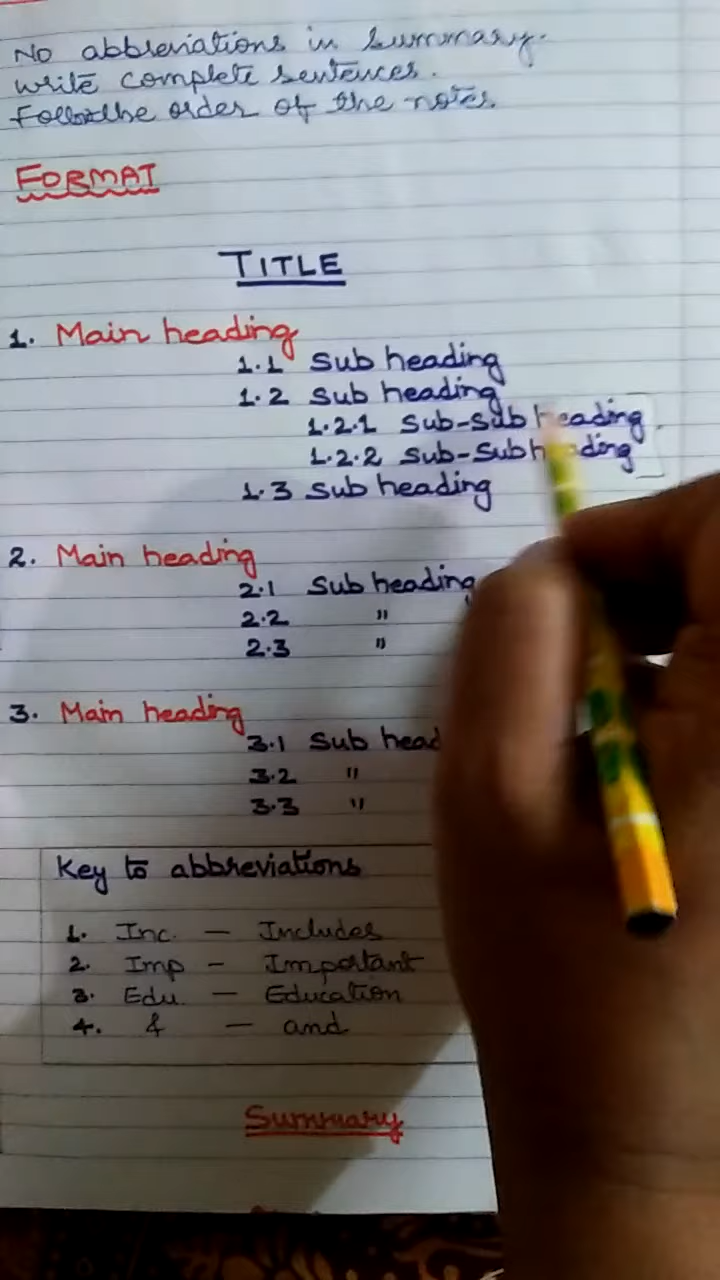 No abbreviations in summary.
Write complete sentences.
Follow the order of the notes
FORMAT
TITLE
1. Main heading
1.1 Sub heading
1.2 Sub heading
1.2.1 Sub-Sub heading
1.2.2 Sub-Subheading
1.3 Sub heading
2. Main heading
2.1 Sub heading
2.2 "
2.3 "
3. Main heading
3.1 Sub head
3.2 "
3.3 "
Key to abbreviations
1. Inc. - Includes
2. Imp - Important
3. Edu - Education
4. & - and
Summary